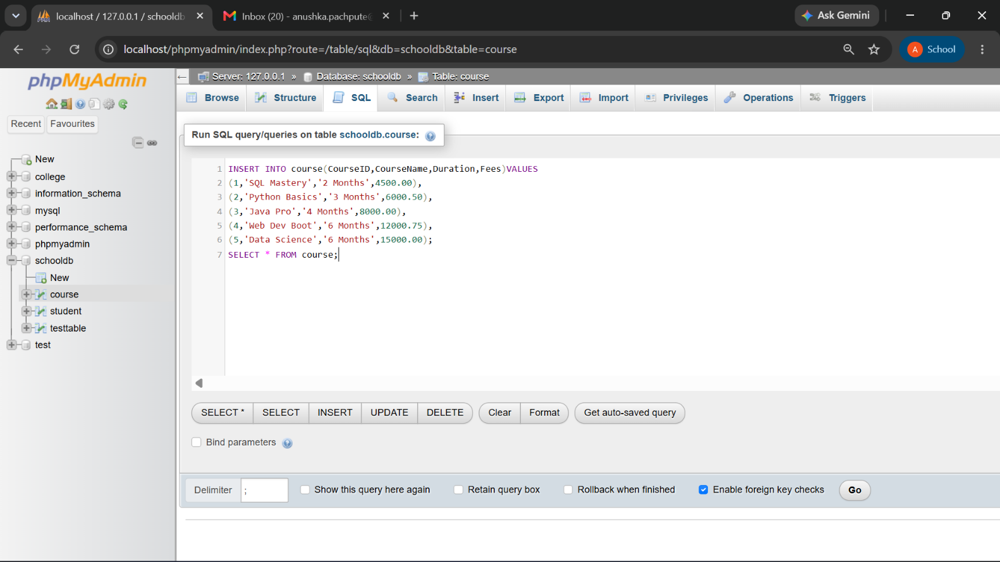 localhost / 127.0.0.1 / schooldb
Inbox (20) - anushka.pachpute@
Ask Gemini
localhost/phpmyadmin/index.php?route=/table/sql&db=schooldb&table=course
A School
phpMyAdmin
Recent Favourites
New
college
information_schema
mysql
performance_schema
phpmyadmin
schooldb
New
course
student
testtable
test
Server: 127.0.0.1 » Database: schooldb » Table: course
Browse Structure SQL Search Insert Export Import Privileges Operations Triggers
Run SQL query/queries on table schooldb.course:
1 INSERT INTO course(CourseID,CourseName,Duration,Fees)VALUES
2 (1,'SQL Mastery','2 Months',4500.00),
3 (2,'Python Basics','3 Months',6000.50),
4 (3,'Java Pro','4 Months',8000.00),
5 (4,'Web Dev Boot','6 Months',12000.75),
6 (5,'Data Science','6 Months',15000.00);
7 SELECT * FROM course;
SELECT * SELECT INSERT UPDATE DELETE Clear Format Get auto-saved query
Bind parameters
Delimiter ; Show this query here again Retain query box Rollback when finished Enable foreign key checks Go